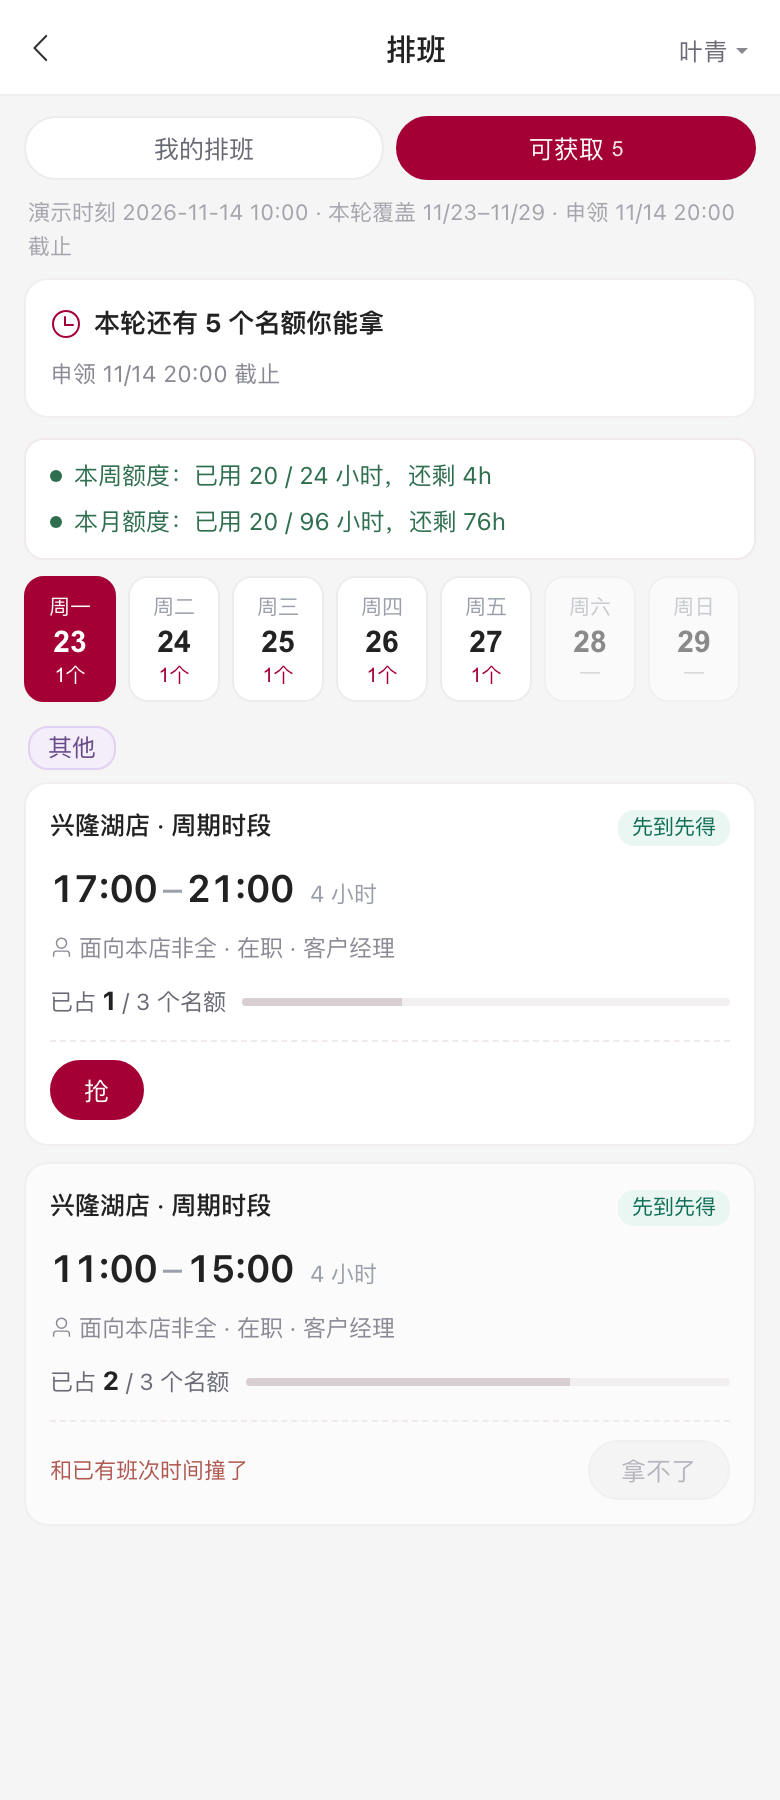 排班
叶青
我的排班
可获取 5
演示时刻 2026-11-14 10:00 · 本轮覆盖 11/23–11/29 · 申领 11/14 20:00
截止
本轮还有 5 个名额你能拿
申领 11/14 20:00 截止
本周额度：已用 20 / 24 小时，还剩 4h
本月额度：已用 20 / 96 小时，还剩 76h
周一 周二 周三 周四 周五 周六 周日
23 24 25 26 27 28 29
1个 1个 1个 1个 1个 — —
其他
兴隆湖店 · 周期时段 先到先得
17:00–21:00 4 小时
面向本店非全 · 在职 · 客户经理
已占 1 / 3 个名额
抢
兴隆湖店 · 周期时段 先到先得
11:00–15:00 4 小时
面向本店非全 · 在职 · 客户经理
已占 2 / 3 个名额
和已有班次时间撞了 拿不了